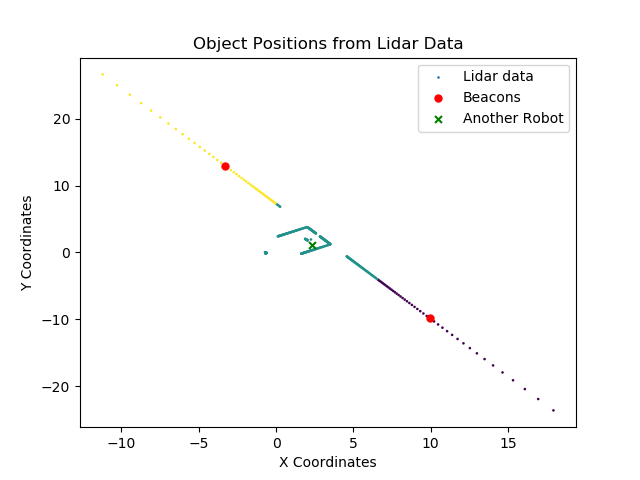 Object Positions from Lidar Data
Lidar data
Beacons
Another Robot
Y Coordinates
20
10
0
−10
−20
−10
−5
0
5
10
15
X Coordinates